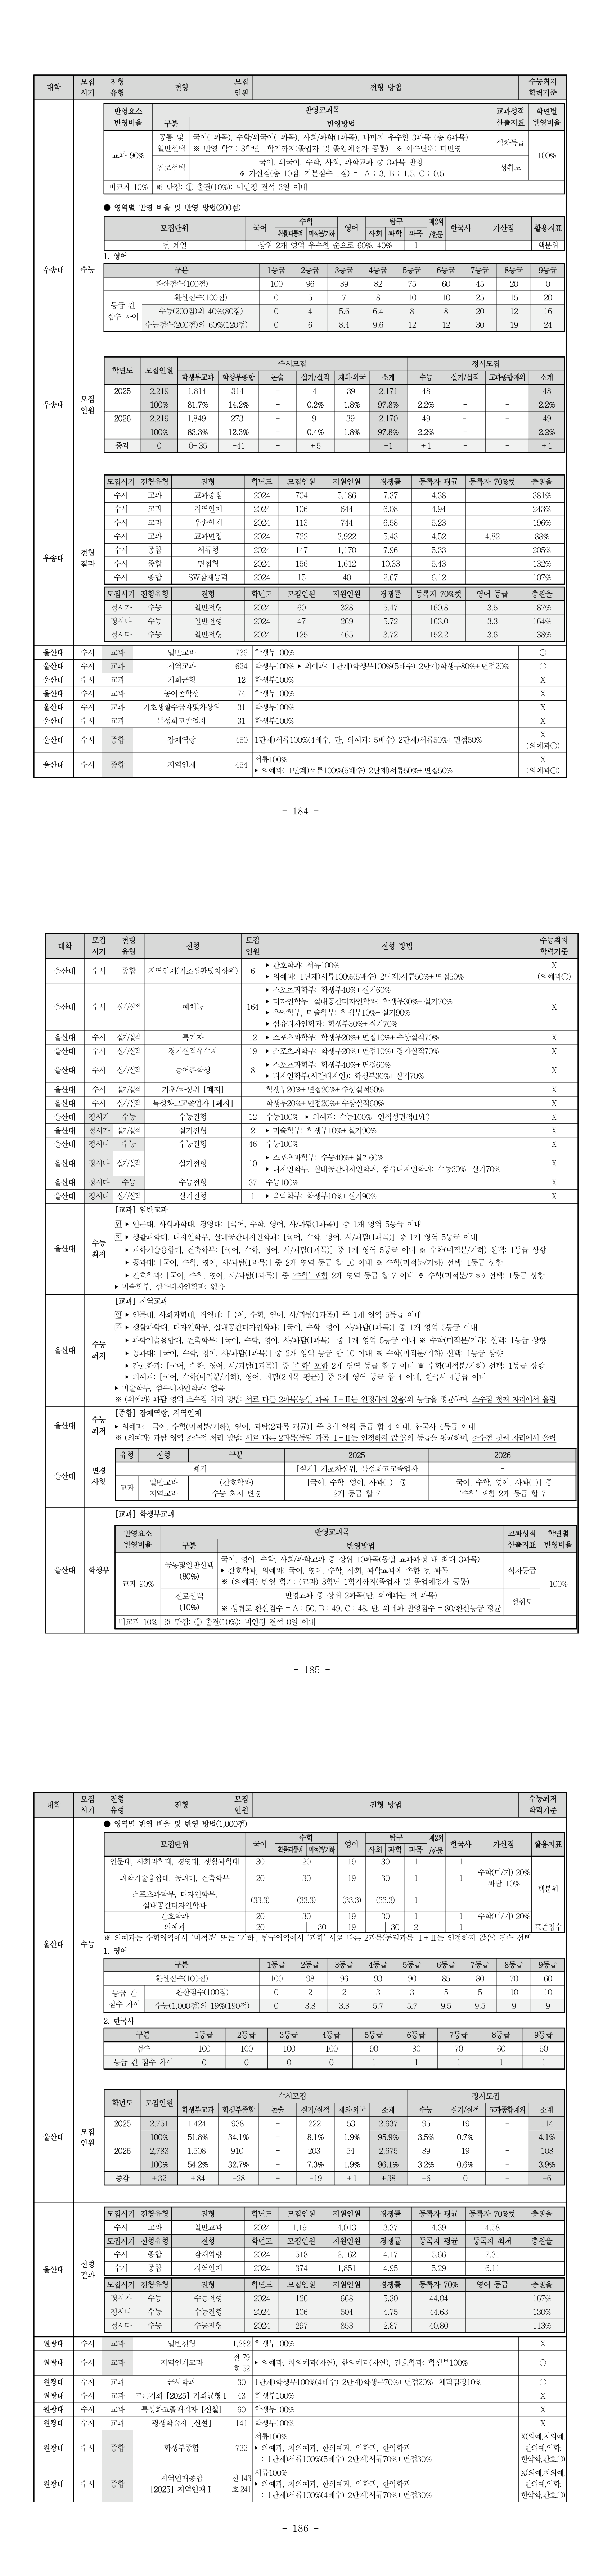 대학 모집시기 전형유형 전형 모집인원 전형 방법 수능최저학력기준
우송대 수능
반영요소 반영비율 반영교과목 교과성적 산출지표 학년별 반영비율
구분 반영방법
교과 90% 공통 및 일반선택 국어(1과목), 수학/외국어(1과목), 사회/과학(1과목), 나머지 우수한 3과목 (총 6과목) 석차등급 100%
※ 반영 학기: 3학년 1학기까지(졸업자 및 졸업예정자 공통) ※ 이수단위: 미반영
진로선택 국어, 외국어, 수학, 사회, 과학교과 중 3과목 반영 성취도
※ 가산점(총 10점, 기본점수 1점) = A : 3, B : 1.5, C : 0.5
비교과 10% ※ 만점: ① 출결(10%): 미인정 결석 3일 이내
● 영역별 반영 비율 및 반영 방법(200점)
모집단위 국어 수학 영어 탐구 제2외/한문 한국사 가산점 활용지표
확률과통계 미적분/기하 사회 과학 과목
전 계열 상위 2개 영역 우수한 순으로 60%, 40% 1 백분위
1. 영어
구분 1등급 2등급 3등급 4등급 5등급 6등급 7등급 8등급 9등급
환산점수(100점) 100 96 89 82 75 60 45 20 0
등급 간 점수 차이 환산점수(100점) 0 5 7 8 10 10 25 15 20
수능(200점)의 40%(80점) 0 4 5.6 6.4 8 8 20 12 16
수능점수(200점)의 60%(120점) 0 6 8.4 9.6 12 12 30 19 24
우송대 모집인원
학년도 모집인원 수시모집 정시모집
학생부교과 학생부종합 논술 실기/실적 재외·외국 소계 수능 실기/실적 교과종합/재외 소계
2025 2,219 1,814 314 - 4 39 2,171 48 - - 48
100% 81.7% 14.2% - 0.2% 1.8% 97.8% 2.2% - - 2.2%
2026 2,219 1,849 273 - 9 39 2,170 49 - - 49
100% 83.3% 12.3% - 0.4% 1.8% 97.8% 2.2% - - 2.2%
증감 0 0+35 -41 - +5 -1 +1 - - +1
우송대 전형결과
모집시기 전형유형 전형 학년도 모집인원 지원인원 경쟁률 등록자 평균 등록자 70%컷 충원율
수시 교과 교과중심 2024 704 5,186 7.37 4.38 381%
수시 교과 지역인재 2024 106 644 6.08 4.94 243%
수시 교과 우송인재 2024 113 744 6.58 5.23 196%
수시 교과 교과면접 2024 722 3,922 5.43 4.52 4.82 88%
수시 종합 서류형 2024 147 1,170 7.96 5.33 205%
수시 종합 면접형 2024 156 1,612 10.33 5.43 132%
수시 종합 SW잠재능력 2024 15 40 2.67 6.12 107%
모집시기 전형유형 전형 학년도 모집인원 지원인원 경쟁률 등록자 70%컷 영어 등급 충원율
정시가 수능 일반전형 2024 60 328 5.47 160.8 3.5 187%
정시나 수능 일반전형 2024 47 269 5.72 163.0 3.3 164%
정시다 수능 일반전형 2024 125 465 3.72 152.2 3.6 138%
울산대 수시 교과 일반교과 736 학생부100% ○
울산대 수시 교과 지역교과 624 학생부100% ▸ 의예과: 1단계)학생부100%(5배수) 2단계)학생부80%+면접20% ○
울산대 수시 교과 기회균형 12 학생부100% X
울산대 수시 교과 농어촌학생 74 학생부100% X
울산대 수시 교과 기초생활수급자및차상위 31 학생부100% X
울산대 수시 교과 특성화고졸업자 31 학생부100% X
울산대 수시 종합 잠재역량 450 1단계)서류100%(4배수, 단, 의예과: 5배수) 2단계)서류50%+면접50% X (의예과○)
울산대 수시 종합 지역인재 454 서류100% X
▸ 의예과: 1단계)서류100%(5배수) 2단계)서류50%+면접50% (의예과○)
- 184 -
대학 모집시기 전형유형 전형 모집인원 전형 방법 수능최저학력기준
울산대 수시 종합 지역인재(기초생활및차상위) 6 ▸ 간호학과: 서류100% X
▸ 의예과: 1단계)서류100%(5배수) 2단계)서류50%+면접50% (의예과○)
울산대 수시 실기/실적 예체능 164 ▸ 스포츠과학부: 학생부40%+실기60% X
▸ 디자인학부, 실내공간디자인학과: 학생부30%+실기70%
▸ 음악학부, 미술학부: 학생부10%+실기90%
▸ 섬유디자인학과: 학생부30%+실기70%
울산대 수시 실기/실적 특기자 12 ▸ 스포츠과학부: 학생부20%+면접10%+수상실적70% X
울산대 수시 실기/실적 경기실적우수자 19 ▸ 스포츠과학부: 학생부20%+면접10%+경기실적70% X
울산대 수시 실기/실적 농어촌학생 8 ▸ 스포츠과학부: 학생부40%+면접60% X
▸ 디자인학부(시간디자인): 학생부30%+실기70%
울산대 수시 실기/실적 기초/차상위 [폐지] 학생부20%+면접20%+수상실적60% X
울산대 수시 실기/실적 특성화고교졸업자 [폐지] 학생부20%+면접20%+수상실적60% X
울산대 정시가 수능 수능전형 12 수능100% ▸ 의예과: 수능100%+인적성면접(P/F) X
울산대 정시가 실기/실적 실기전형 2 ▸ 미술학부: 학생부10%+실기90% X
울산대 정시나 수능 수능전형 46 수능100% X
울산대 정시나 실기/실적 실기전형 10 ▸ 스포츠과학부: 수능40%+실기60% X
▸ 디자인학부, 실내공간디자인학과, 섬유디자인학과: 수능30%+실기70%
울산대 정시다 수능 수능전형 37 수능100% X
울산대 정시다 실기/실적 실기전형 1 ▸ 음악학부: 학생부10%+실기90% X
울산대 수능최저
[교과] 일반교과
인 ▸ 인문대, 사회과학대, 경영대: [국어, 수학, 영어, 사/과탐(1과목)] 중 1개 영역 5등급 이내
자 ▸ 생활과학대, 디자인학부, 실내공간디자인학과: [국어, 수학, 영어, 사/과탐(1과목)] 중 1개 영역 5등급 이내
▸ 과학기술융합대, 건축학부: [국어, 수학, 영어, 사/과탐(1과목)] 중 1개 영역 5등급 이내 ※ 수학(미적분/기하) 선택: 1등급 상향
▸ 공과대: [국어, 수학, 영어, 사/과탐(1과목)] 중 2개 영역 등급 합 10 이내 ※ 수학(미적분/기하) 선택: 1등급 상향
▸ 간호학과: [국어, 수학, 영어, 사/과탐(1과목)] 중 '수학' 포함 2개 영역 등급 합 7 이내 ※ 수학(미적분/기하) 선택: 1등급 상향
▸ 미술학부, 섬유디자인학과: 없음
울산대 수능최저
[교과] 지역교과
인 ▸ 인문대, 사회과학대, 경영대: [국어, 수학, 영어, 사/과탐(1과목)] 중 1개 영역 5등급 이내
자 ▸ 생활과학대, 디자인학부, 실내공간디자인학과: [국어, 수학, 영어, 사/과탐(1과목)] 중 1개 영역 5등급 이내
▸ 과학기술융합대, 건축학부: [국어, 수학, 영어, 사/과탐(1과목)] 중 1개 영역 5등급 이내 ※ 수학(미적분/기하) 선택: 1등급 상향
▸ 공과대: [국어, 수학, 영어, 사/과탐(1과목)] 중 2개 영역 등급 합 10 이내 ※ 수학(미적분/기하) 선택: 1등급 상향
▸ 간호학과: [국어, 수학, 영어, 사/과탐(1과목)] 중 '수학' 포함 2개 영역 등급 합 7 이내 ※ 수학(미적분/기하) 선택: 1등급 상향
▸ 의예과: [국어, 수학(미적분/기하), 영어, 과탐(2과목 평균)] 중 3개 영역 등급 합 4 이내, 한국사 4등급 이내
▸ 미술학부, 섬유디자인학과: 없음
※ (의예과) 과탐 영역 소수점 처리 방법: 서로 다른 2과목(동일 과목 Ⅰ+Ⅱ는 인정하지 않음)의 등급을 평균하며, 소수점 첫째 자리에서 올림
울산대 수능최저
[종합] 잠재역량, 지역인재
▸ 의예과: [국어, 수학(미적분/기하), 영어, 과탐(2과목 평균)] 중 3개 영역 등급 합 4 이내, 한국사 4등급 이내
※ (의예과) 과탐 영역 소수점 처리 방법: 서로 다른 2과목(동일 과목 Ⅰ+Ⅱ는 인정하지 않음)의 등급을 평균하며, 소수점 첫째 자리에서 올림
울산대 변경사항
유형 전형 구분 2025 2026
폐지 [실기] 기초차상위, 특성화고교졸업자 -
교과 일반교과 지역교과 (간호학과) 수능 최저 변경 [국어, 수학, 영어, 사과(1)] 중 2개 등급 합 7 [국어, 수학, 영어, 사과(1)] 중 '수학' 포함 2개 등급 합 7
울산대 학생부
[교과] 학생부교과
반영요소 반영비율 반영교과목 교과성적 산출지표 학년별 반영비율
구분 반영방법
교과 90% 공통및일반선택 (80%) 국어, 영어, 수학, 사회/과학교과 중 상위 10과목(동일 교과과정 내 최대 3과목) 석차등급 100%
▸ 간호학과, 의예과: 국어, 영어, 수학, 사회, 과학교과에 속한 전 과목
※ (의예과) 반영 학기: (교과) 3학년 1학기까지(졸업자 및 졸업예정자 공통)
진로선택 (10%) 반영교과 중 상위 2과목(단, 의예과는 전 과목) 성취도
※ 성취도 환산점수 = A : 50, B : 49, C : 48. 단, 의예과 반영점수 = 80/환산등급 평균
비교과 10% ※ 만점: ① 출결(10%): 미인정 결석 0일 이내
- 185 -
대학 모집시기 전형유형 전형 모집인원 전형 방법 수능최저학력기준
울산대 수능
● 영역별 반영 비율 및 반영 방법(1,000점)
모집단위 국어 수학 영어 탐구 제2외/한문 한국사 가산점 활용지표
확률과통계 미적분/기하 사회 과학 과목
인문대, 사회과학대, 경영대, 생활과학대 30 20 19 30 1 1 백분위
과학기술융합대, 공과대, 건축학부 20 30 19 30 1 1 수학(미/기) 20% 과탐 10%
스포츠과학부, 디자인학부, 실내공간디자인학과 (33.3) (33.3) (33.3) (33.3) 1
간호학과 20 30 19 30 1 1 수학(미/기) 20%
의예과 20 30 19 30 2 1 표준점수
※ 의예과는 수학영역에서 '미적분' 또는 '기하', 탐구영역에서 '과학' 서로 다른 2과목(동일과목 Ⅰ+Ⅱ는 인정하지 않음) 필수 선택
1. 영어
구분 1등급 2등급 3등급 4등급 5등급 6등급 7등급 8등급 9등급
환산점수(100점) 100 98 96 93 90 85 80 70 60
등급 간 점수 차이 환산점수(100점) 0 2 2 3 3 5 5 10 10
수능(1,000점)의 19%(190점) 0 3.8 3.8 5.7 5.7 9.5 9.5 9 9
2. 한국사
구분 1등급 2등급 3등급 4등급 5등급 6등급 7등급 8등급 9등급
점수 100 100 100 100 90 80 70 60 50
등급 간 점수 차이 0 0 0 0 1 1 1 1 1
울산대 모집인원
학년도 모집인원 수시모집 정시모집
학생부교과 학생부종합 논술 실기/실적 재외·외국 소계 수능 실기/실적 교과종합/재외 소계
2025 2,751 1,424 938 - 222 53 2,637 95 19 - 114
100% 51.8% 34.1% - 8.1% 1.9% 95.9% 3.5% 0.7% - 4.1%
2026 2,783 1,508 910 - 203 54 2,675 89 19 - 108
100% 54.2% 32.7% - 7.3% 1.9% 96.1% 3.2% 0.6% - 3.9%
증감 +32 +84 -28 - -19 +1 +38 -6 0 - -6
울산대 전형결과
모집시기 전형유형 전형 학년도 모집인원 지원인원 경쟁률 등록자 평균 등록자 70%컷 충원율
수시 교과 일반교과 2024 1,191 4,013 3.37 4.39 4.58
모집시기 전형유형 전형 학년도 모집인원 지원인원 경쟁률 등록자 평균 등록자 최저 충원율
수시 종합 잠재역량 2024 518 2,162 4.17 5.66 7.31
수시 종합 지역인재 2024 374 1,851 4.95 5.29 6.11
모집시기 전형유형 전형 학년도 모집인원 지원인원 경쟁률 등록자 70% 영어 등급 충원율
정시가 수능 수능전형 2024 126 668 5.30 44.04 167%
정시나 수능 수능전형 2024 106 504 4.75 44.63 130%
정시다 수능 수능전형 2024 297 853 2.87 40.80 113%
원광대 수시 교과 일반전형 1,282 학생부100% X
원광대 수시 교과 지역인재교과 전 79 호 52 ▸ 의예과, 치의예과(자연), 한의예과(자연), 간호학과: 학생부100% ○
원광대 수시 교과 군사학과 30 1단계)학생부100%(4배수) 2단계)학생부70%+면접20%+체력검정10% ○
원광대 수시 교과 고른기회 [2025] 기회균형Ⅰ 43 학생부100% X
원광대 수시 교과 특성화고졸재직자 [신설] 60 학생부100% X
원광대 수시 교과 평생학습자 [신설] 141 학생부100% X
원광대 수시 종합 학생부종합 733 서류100% X(의예,치의예,한의예,약학,한약학,간호○)
▸ 의예과, 치의예과, 한의예과, 약학과, 한약학과
: 1단계)서류100%(5배수) 2단계)서류70%+면접30%
원광대 수시 종합 지역인재종합 [2025] 지역인재Ⅰ 전143 호241 서류100% X(의예,치의예,한의예,약학,한약학,간호○)
▸ 의예과, 치의예과, 한의예과, 약학과, 한약학과
: 1단계)서류100%(4배수) 2단계)서류70%+면접30%
- 186 -